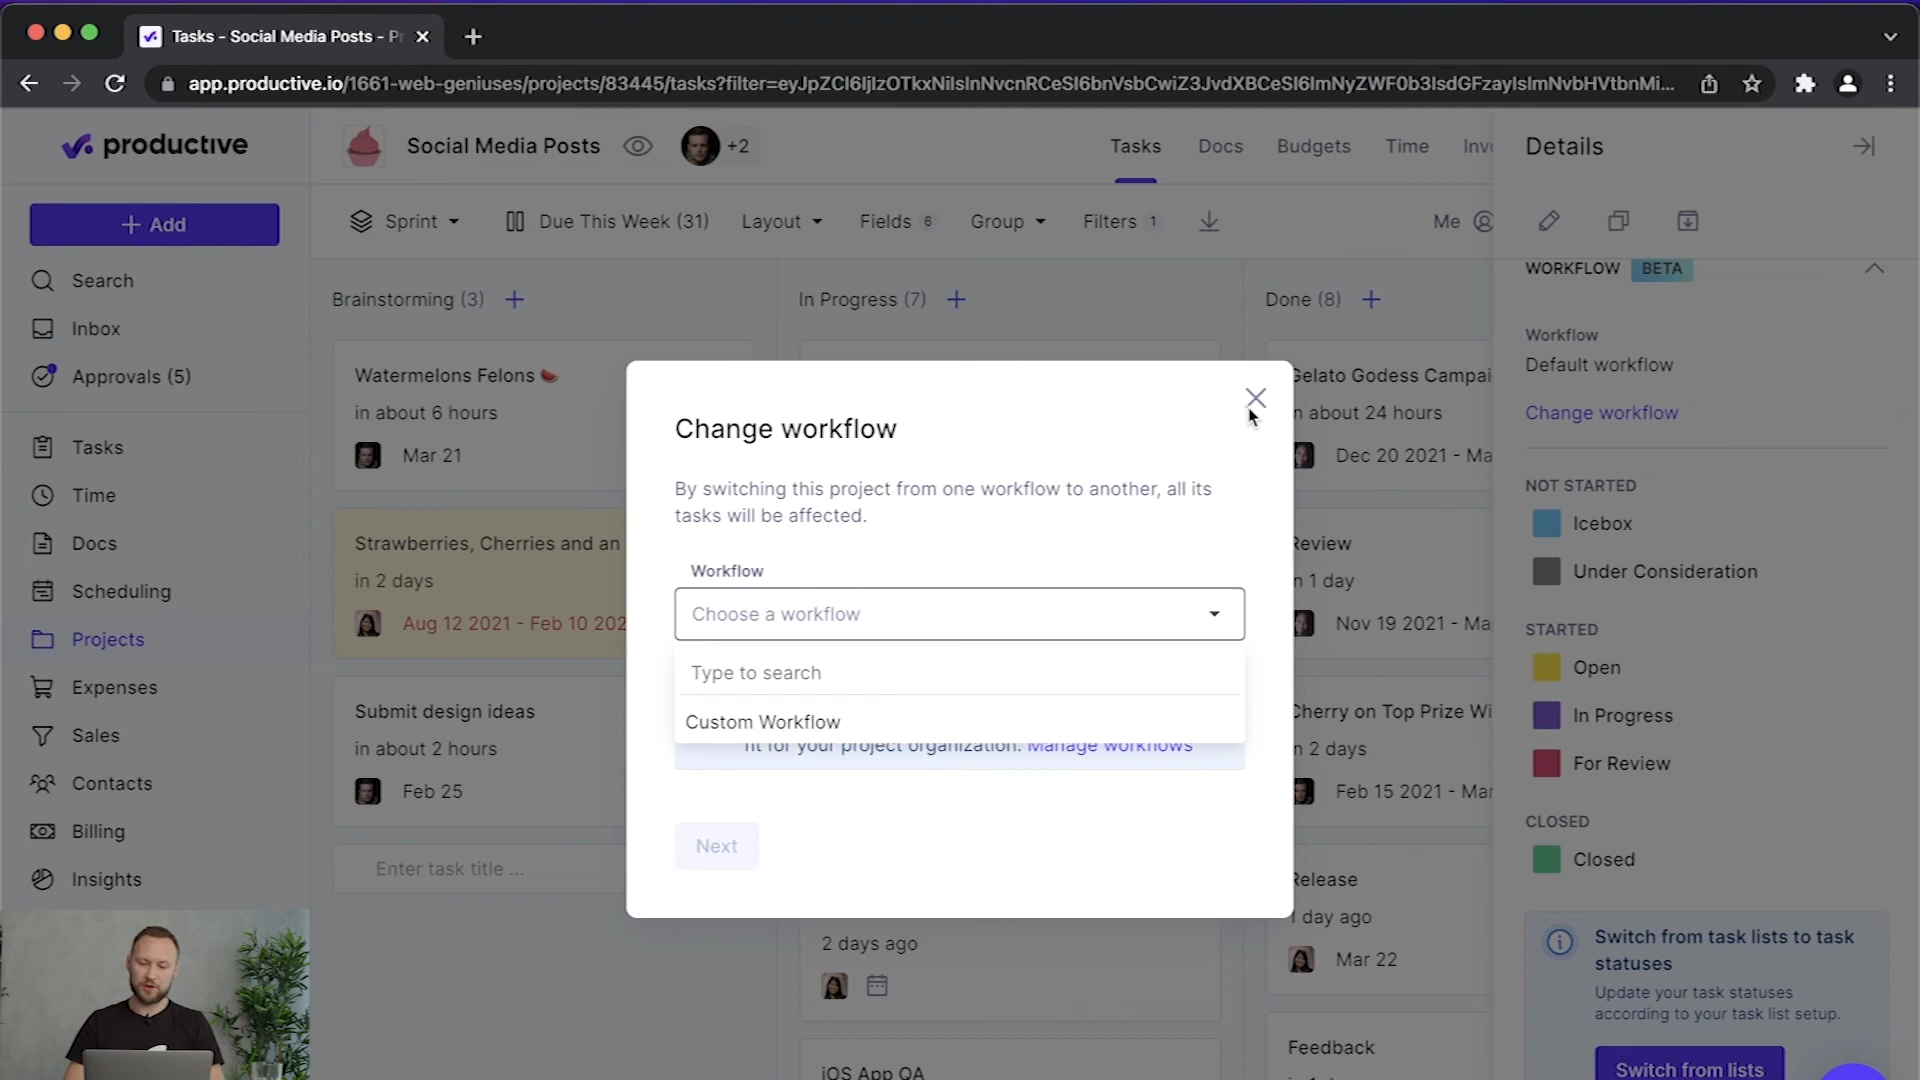 Tasks - Social Media Posts - Pr
app.productive.io/1661-web-geniuses/projects/83445/tasks?filter=eyJpZCI6IjIzOTkxNiIsInNvcnRCeSI6bnVsbCwiZ3JvdXBCeSI6ImNyZWF0b3IsdGFzayIsImNvbHVtbnMi...
productive
Social Media Posts
+2
Tasks
Docs
Budgets
Time
Invo
Details
+ Add
Sprint
Due This Week (31)
Layout
Fields 6
Group
Filters 1
Me
Search
Inbox
Approvals (5)
Tasks
Time
Docs
Scheduling
Projects
Expenses
Sales
Contacts
Billing
Insights
Brainstorming (3) +
Watermelons Felons
in about 6 hours
Mar 21
Strawberries, Cherries and an
in 2 days
Aug 12 2021 - Feb 10 202
Submit design ideas
in about 2 hours
Feb 25
Enter task title ...
In Progress (7) +
2 days ago
iOS App QA
Done (8) +
Gelato Godess Campai
n about 24 hours
Dec 20 2021 - Ma
Review
n 1 day
Nov 19 2021 - Ma
Cherry on Top Prize Wi
n 2 days
Feb 15 2021 - Mar
Release
1 day ago
Mar 22
Feedback
Change workflow
By switching this project from one workflow to another, all its
tasks will be affected.
Workflow
Choose a workflow
Type to search
Custom Workflow
fit for your project organization. Manage workflows
Next
WORKFLOW BETA
Workflow
Default workflow
Change workflow
NOT STARTED
Icebox
Under Consideration
STARTED
Open
In Progress
For Review
CLOSED
Closed
Switch from task lists to task
statuses
Update your task statuses
according to your task list setup.
Switch from lists